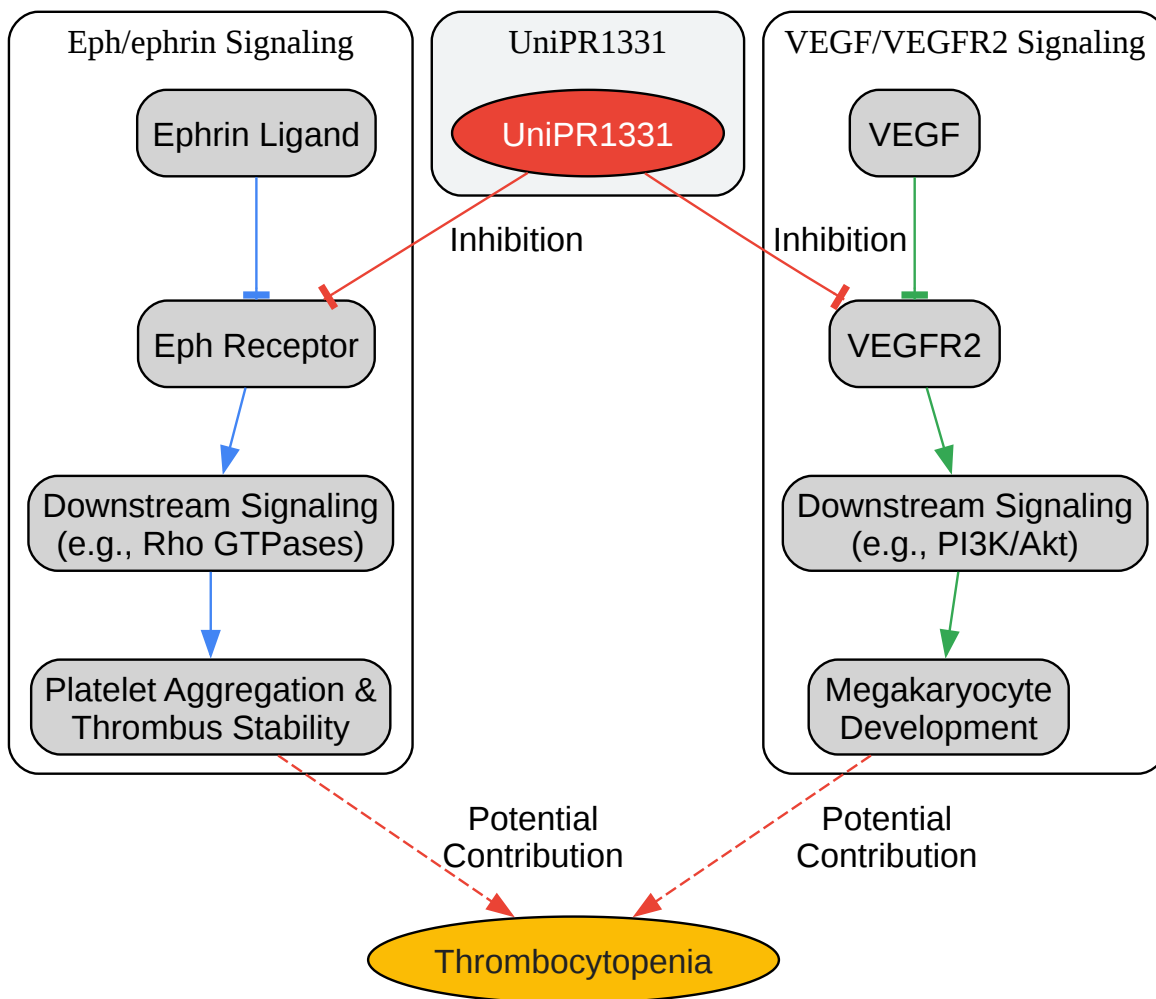 Eph/ephrin Signaling
Ephrin Ligand
Eph Receptor
Downstream Signaling
(e.g., Rho GTPases)
Platelet Aggregation &
Thrombus Stability
UniPR1331
UniPR1331
Inhibition
Inhibition
VEGF/VEGFR2 Signaling
VEGF
VEGFR2
Downstream Signaling
(e.g., PI3K/Akt)
Megakaryocyte
Development
Potential
Contribution
Potential
Contribution
Thrombocytopenia